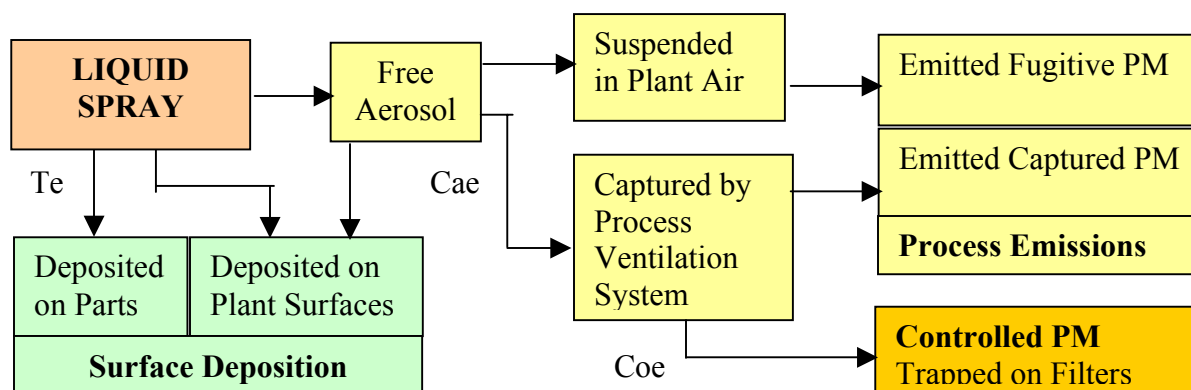 LIQUID
SPRAY
Free
Aerosol
Suspended
in Plant Air
Emitted Fugitive PM
Te
Cae
Captured by
Process
Ventilation
System
Emitted Captured PM
Process Emissions
Deposited
on Parts
Deposited on
Plant Surfaces
Surface Deposition
Coe
Controlled PM
Trapped on Filters